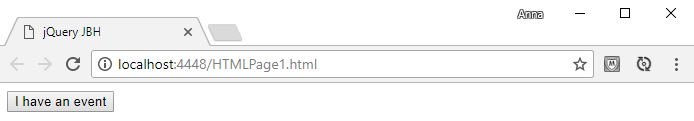 Anna
jQuery JBH
localhost:4448/HTMLPage1.html
I have an event